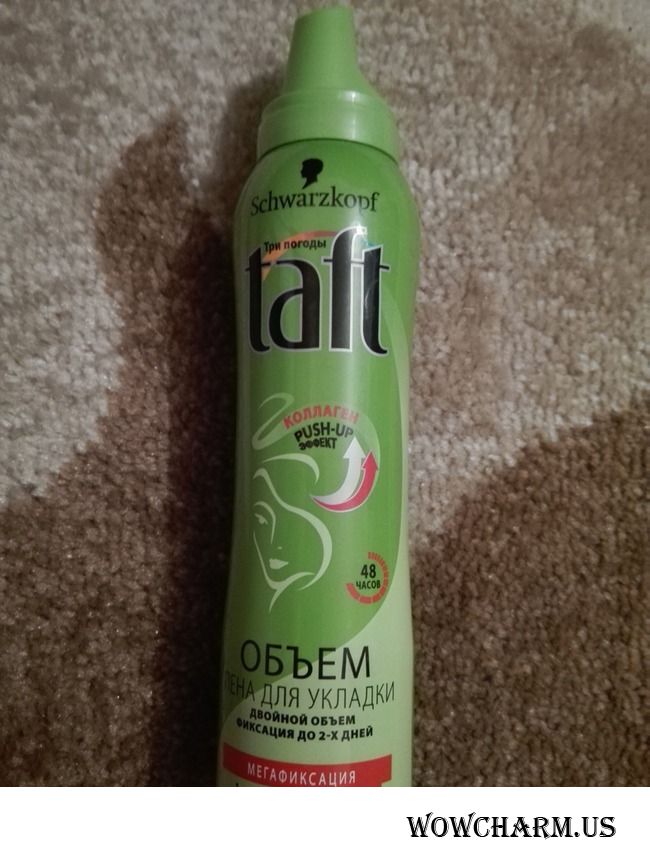 Schwarzkopf
Три погоды
taft
КОЛЛАГЕН
PUSH-UP
ЭФФЕКТ
48
ЧАСОВ
ОБЪЕМ
ПЕНА ДЛЯ УКЛАДКИ
ДВОЙНОЙ ОБЪЕМ
ФИКСАЦИЯ ДО 2-Х ДНЕЙ
МЕГАФИКСАЦИЯ
WOWCHARM.US